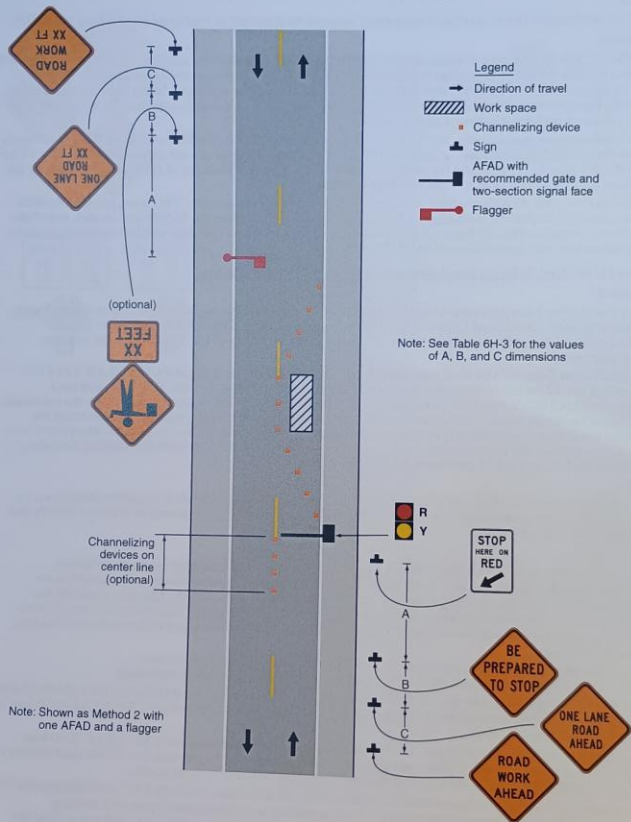 ROAD
WORK
XX FT
C
B
A
ONE LANE
ROAD
XX FT
(optional)
XX
FEET
Legend
Direction of travel
Work space
Channelizing device
Sign
AFAD with
recommended gate and
two-section signal face
Flagger
Note: See Table 6H-3 for the values
of A, B, and C dimensions
R
Y
STOP
HERE ON
RED
Channelizing
devices on
center line
(optional)
A
B
C
BE
PREPARED
TO STOP
ONE LANE
ROAD
AHEAD
ROAD
WORK
AHEAD
Note: Shown as Method 2 with
one AFAD and a flagger